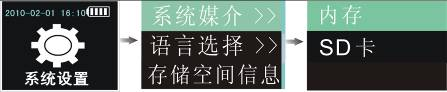 2010-02-01 16:10
系统设置
系统媒介 >>
语言选择 >>
存储空间信息
内存
SD卡